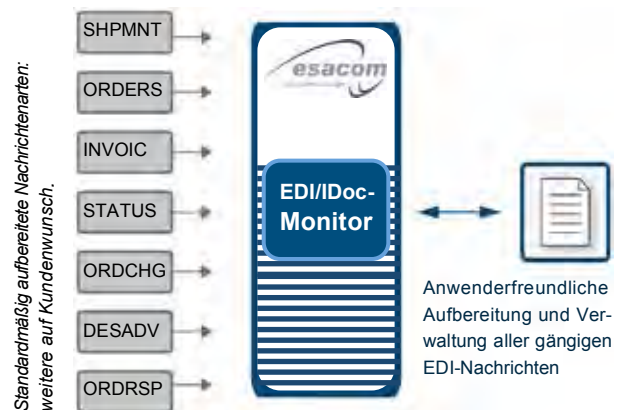 Standardmäßig aufbereitete Nachrichtenarten:
weitere auf Kundenwunsch.
SHPMNT
ORDERS
INVOIC
STATUS
ORDCHG
DESADV
ORDRSP
esacom
EDI/IDoc-
Monitor
Anwenderfreundliche
Aufbereitung und Ver-
waltung aller gängigen
EDI-Nachrichten